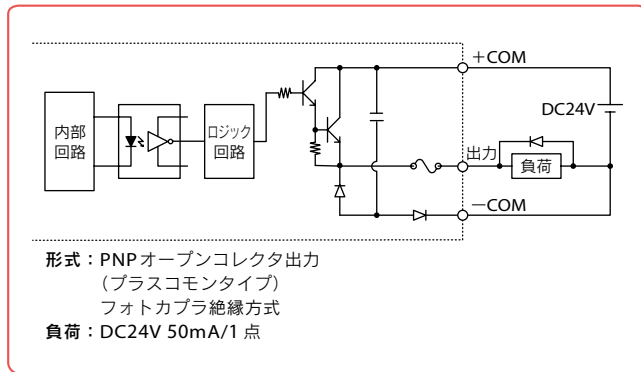 +COM
DC24V
内部
回路
ロジック
回路
出力
負荷
−COM
形式：PNPオープンコレクタ出力
（プラスコモンタイプ）
フォトカプラ絶縁方式
負荷：DC24V 50mA/1 点